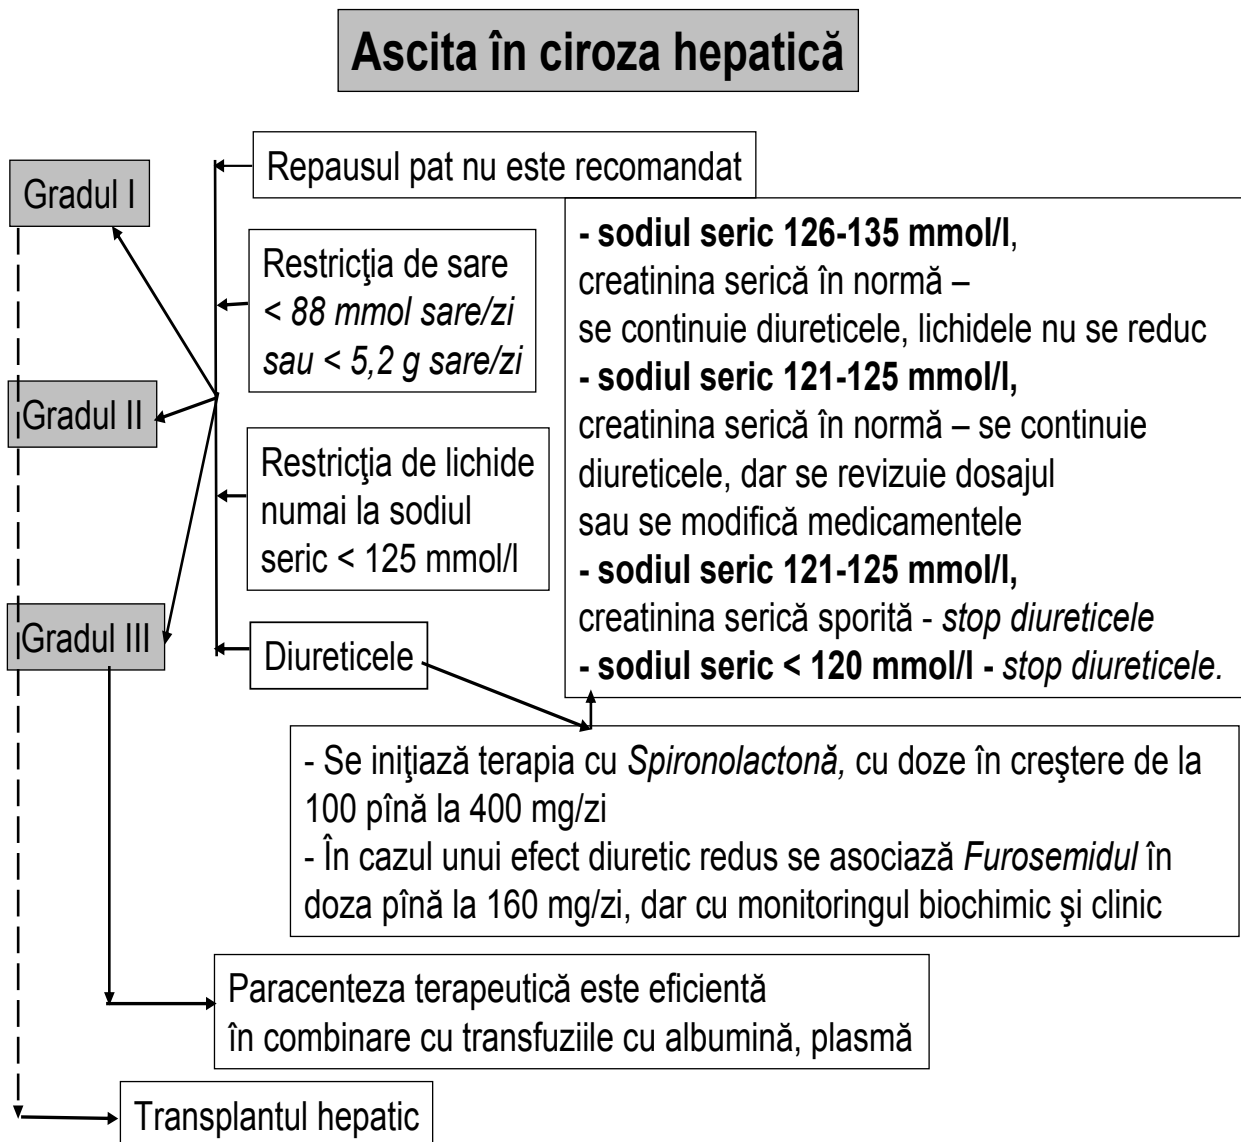 Ascita în ciroza hepatică
Repausul pat nu este recomandat
Gradul I
Restricţia de sare
< 88 mmol sare/zi
sau < 5,2 g sare/zi
- sodiul seric 126-135 mmol/l,
creatinina serică în normă –
se continuie diureticele, lichidele nu se reduc
- sodiul seric 121-125 mmol/l,
creatinina serică în normă – se continuie
diureticele, dar se revizuie dosajul
sau se modifică medicamentele
- sodiul seric 121-125 mmol/l,
creatinina serică sporită - stop diureticele
- sodiul seric < 120 mmol/l - stop diureticele.
Gradul II
Restricţia de lichide
numai la sodiul
seric < 125 mmol/l
Gradul III
Diureticele
- Se iniţiază terapia cu Spironolactonă, cu doze în creştere de la
100 pînă la 400 mg/zi
- În cazul unui efect diuretic redus se asociază Furosemidul în
doza pînă la 160 mg/zi, dar cu monitoringul biochimic şi clinic
Paracenteza terapeutică este eficientă
în combinare cu transfuziile cu albumină, plasmă
Transplantul hepatic